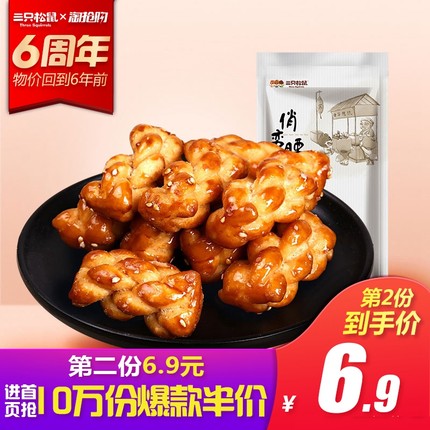 三只松鼠×淘抢购
Three Squirrels
6周年
物价回到6年前
三只松鼠
俏
蛮腰
第2份
到手价
¥6.9
第二份6.9元
进首页抢10万份爆款半价